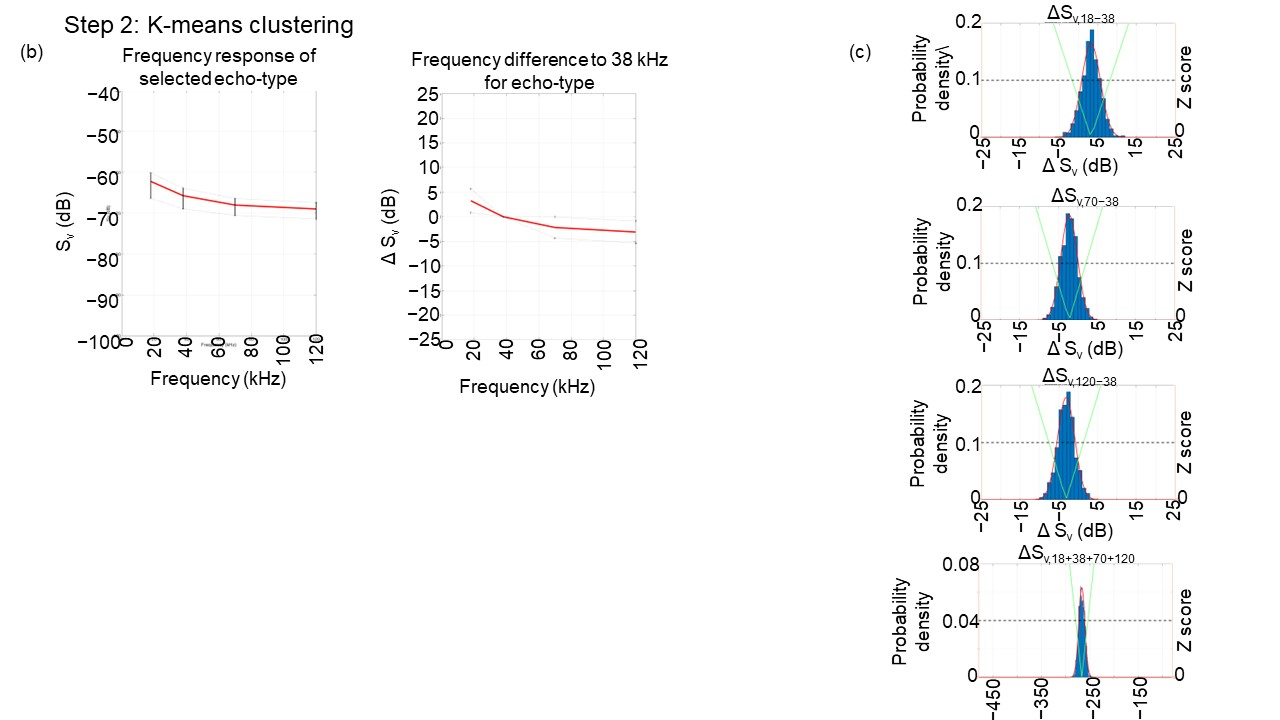 Step 2: K-means clustering
(b)
Frequency response of
selected echo-type
−40
−50
−60
−70
−80
−90
−100
Sv (dB)
0 20 40 60 80 100 120
Frequency (kHz)
Frequency difference to 38 kHz
for echo-type
25
20
15
10
5
0
−5
−10
−15
−20
−25
Δ Sv (dB)
0 20 40 60 80 100 120
Frequency (kHz)
(c)
ΔSv,18−38
0.2
0.1
0
Probability
density\
Z score
0
−25 −15 −5 5 15 25
Δ Sv (dB)
ΔSv,70−38
0.2
0.1
0
Probability
density
Z score
0
−25 −15 −5 5 15 25
Δ Sv (dB)
ΔSv,120−38
0.2
0.1
0
Probability
density
Z score
0
−25 −15 −5 5 15 25
Δ Sv (dB)
ΔSv,18+38+70+120
0.08
0.04
0
Probability
density
Z score
0
−450 −350 −250 −150